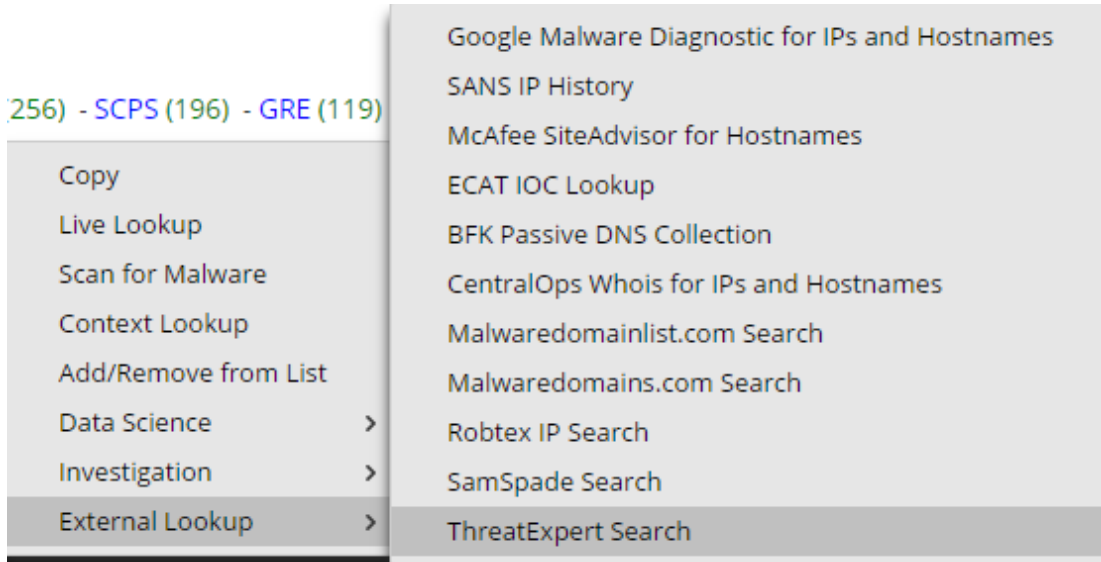 (256) - SCPS (196) - GRE (119)
Copy
Live Lookup
Scan for Malware
Context Lookup
Add/Remove from List
Data Science
Investigation
External Lookup
Google Malware Diagnostic for IPs and Hostnames
SANS IP History
McAfee SiteAdvisor for Hostnames
ECAT IOC Lookup
BFK Passive DNS Collection
CentralOps Whois for IPs and Hostnames
Malwaredomainlist.com Search
Malwaredomains.com Search
Robtex IP Search
SamSpade Search
ThreatExpert Search